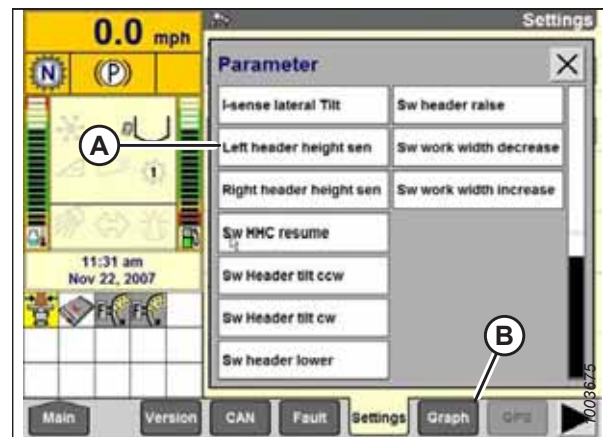 0.0 mph
Settings
N
P
Parameter
I-sense lateral Tilt
Sw header raise
A
Left header height sen
Sw work width decrease
1
Right header height sen
Sw work width increase
Sw HHC resume
11:31 am
Nov 22, 2007
Sw Header tilt ccw
Sw Header tilt cw
B
Sw header lower
Main
Version
CAN
Fault
Settings
Graph
GPS
1003675